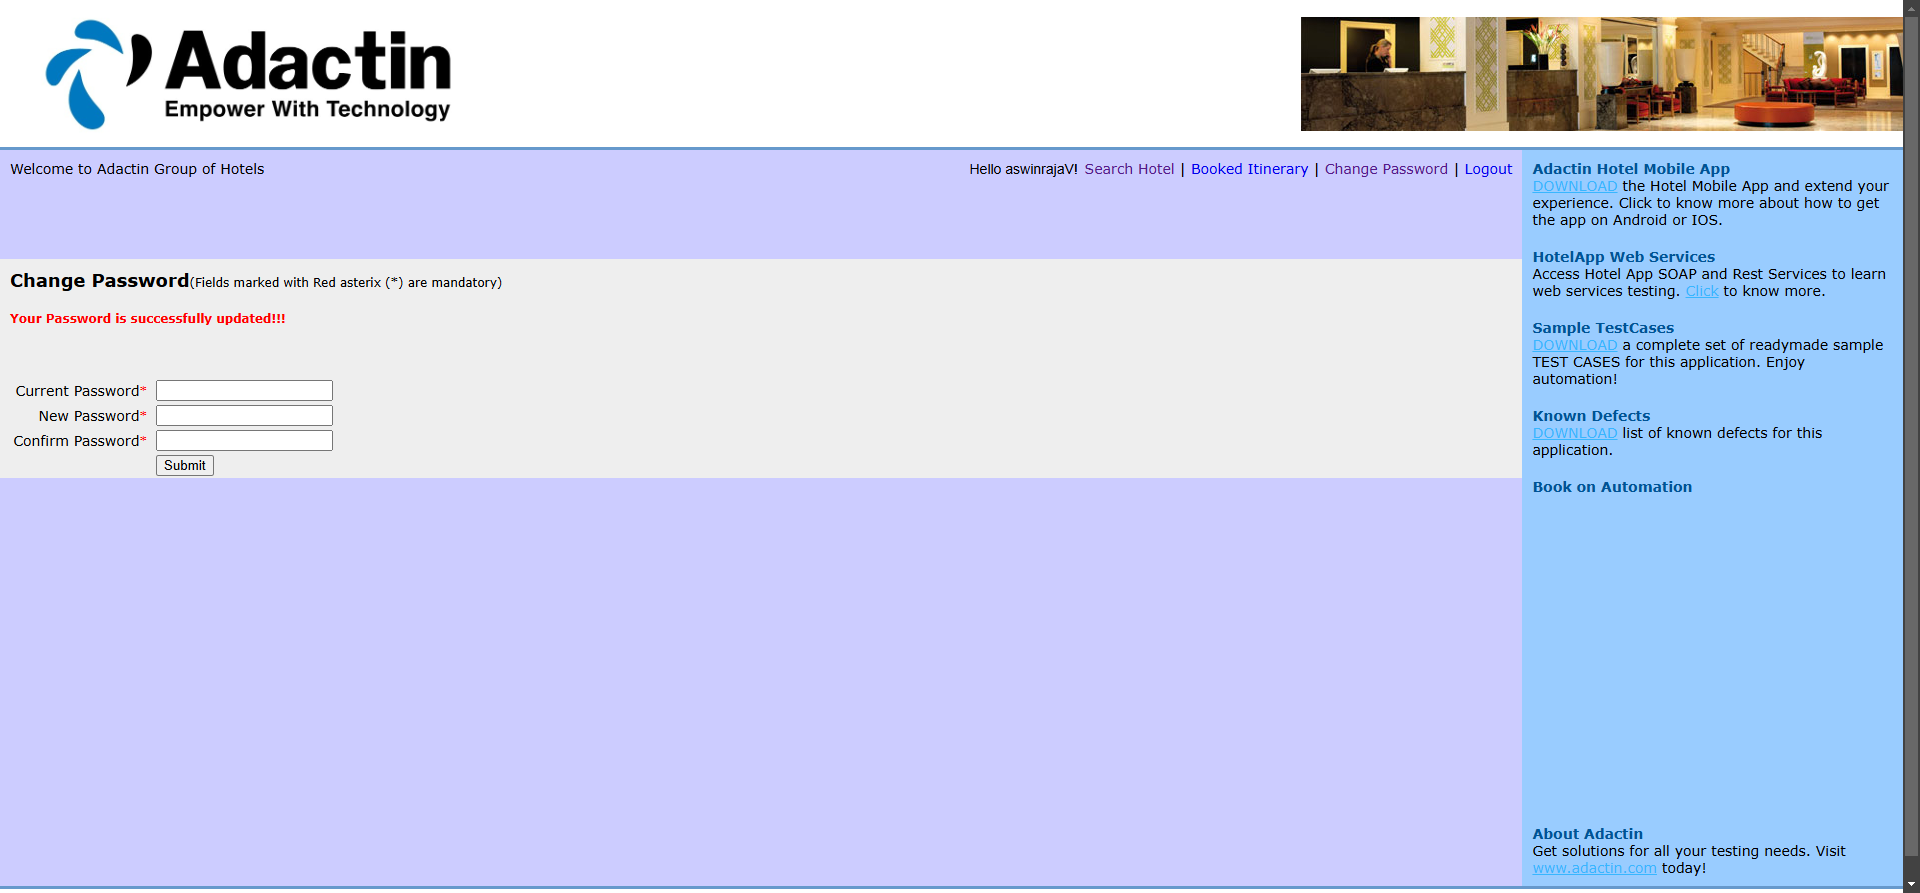 Adactin
Empower With Technology
Welcome to Adactin Group of Hotels
Hello aswinrajaV! Search Hotel | Booked Itinerary | Change Password | Logout
Change Password(Fields marked with Red asterix (*) are mandatory)
Your Password is successfully updated!!!
Current Password*
New Password*
Confirm Password*
Submit
Adactin Hotel Mobile App
DOWNLOAD the Hotel Mobile App and extend your
experience. Click to know more about how to get
the app on Android or IOS.
HotelApp Web Services
Access Hotel App SOAP and Rest Services to learn
web services testing. Click to know more.
Sample TestCases
DOWNLOAD a complete set of readymade sample
TEST CASES for this application. Enjoy
automation!
Known Defects
DOWNLOAD list of known defects for this
application.
Book on Automation
About Adactin
Get solutions for all your testing needs. Visit
www.adactin.com today!